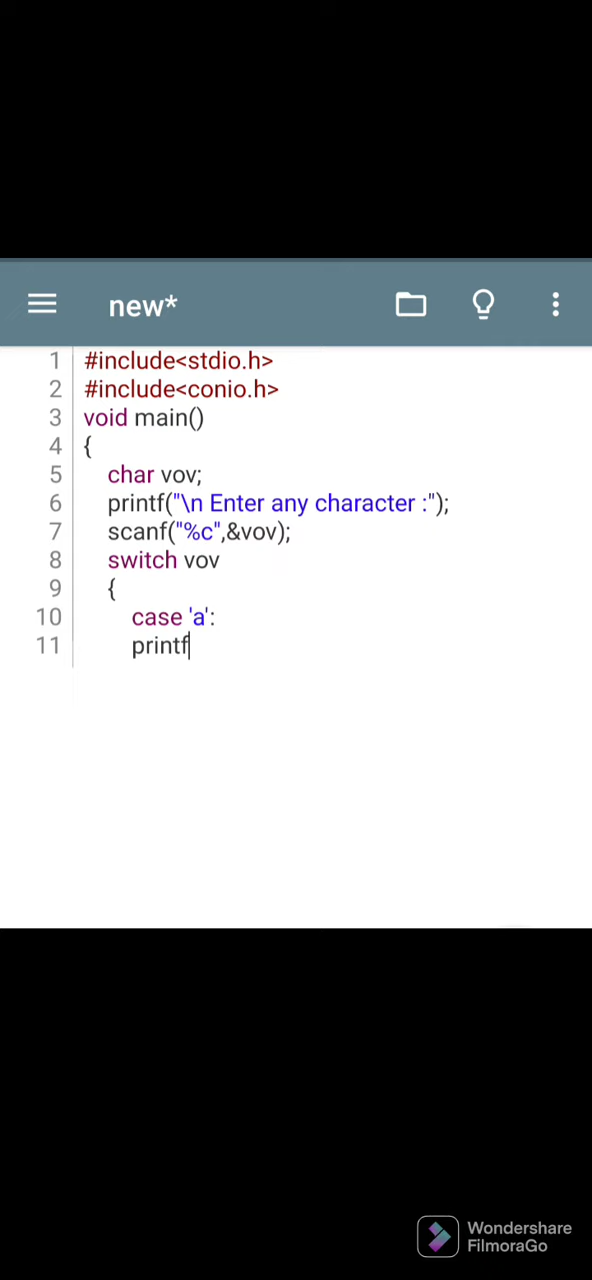 new*
1 #include<stdio.h>
2 #include<conio.h>
3 void main()
4 {
5 char vov;
6 printf("\n Enter any character :");
7 scanf("%c",&vov);
8 switch vov
9 {
10 case 'a':
11 printf
Wondershare
FilmoraGo